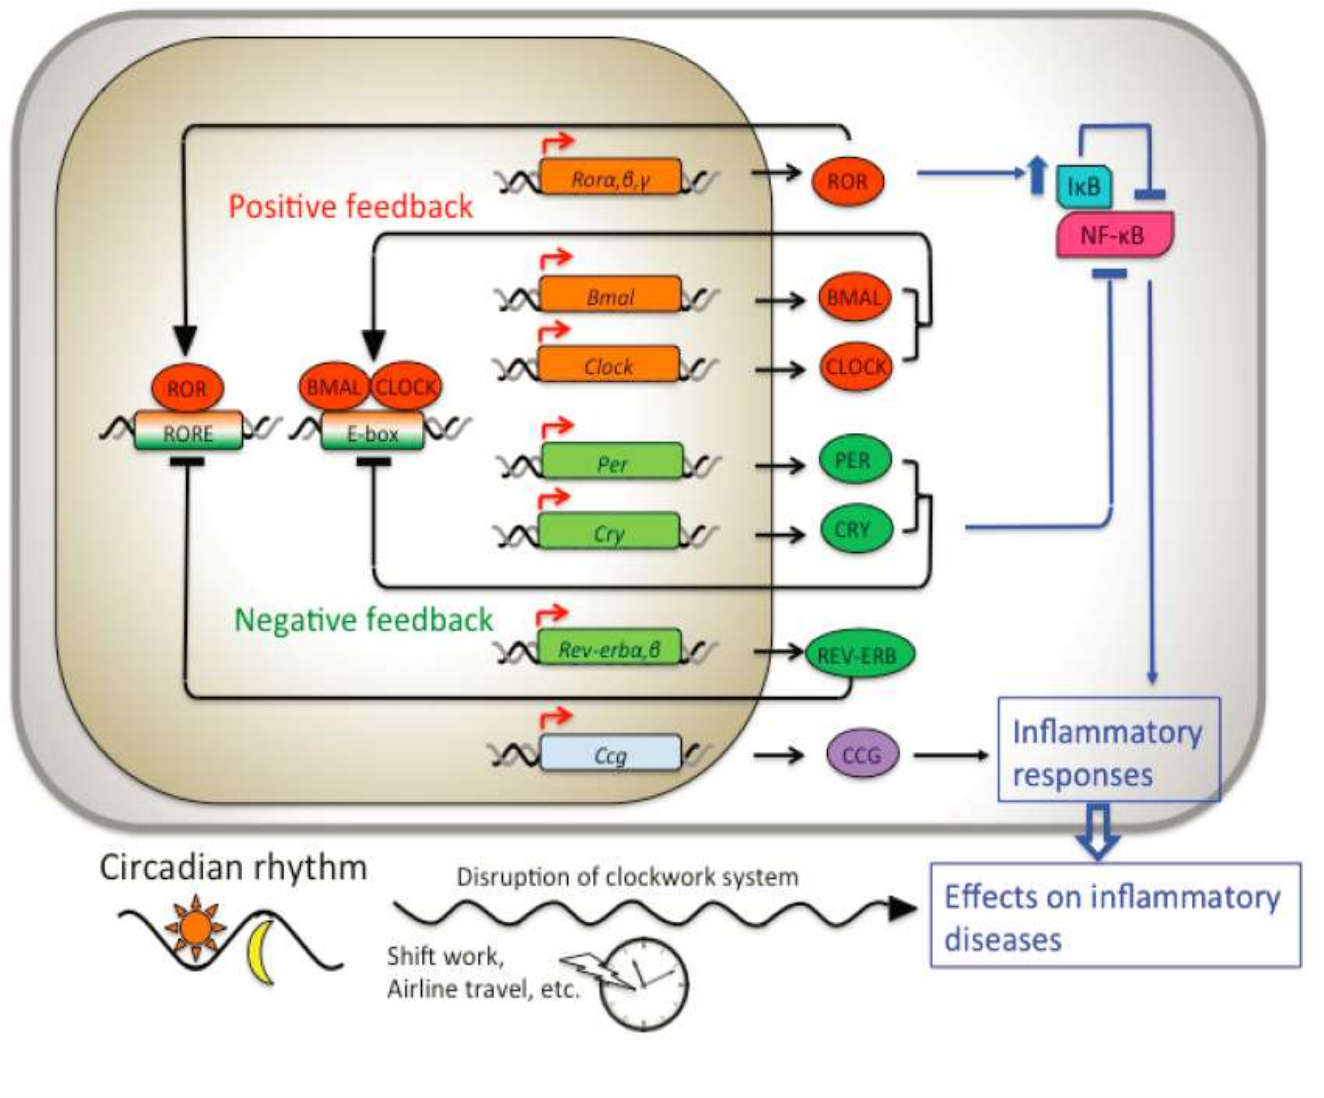 Rorα,β,γ
ROR
IκB
NF-κB
Positive feedback
Bmal
BMAL
Clock
CLOCK
ROR
BMAL
CLOCK
RORE
E-box
Per
PER
Cry
CRY
Negative feedback
Rev-erbα,β
REV-ERB
Ccg
CCG
Inflammatory
responses
Circadian rhythm
Disruption of clockwork system
Shift work,
Airline travel, etc.
Effects on inflammatory
diseases